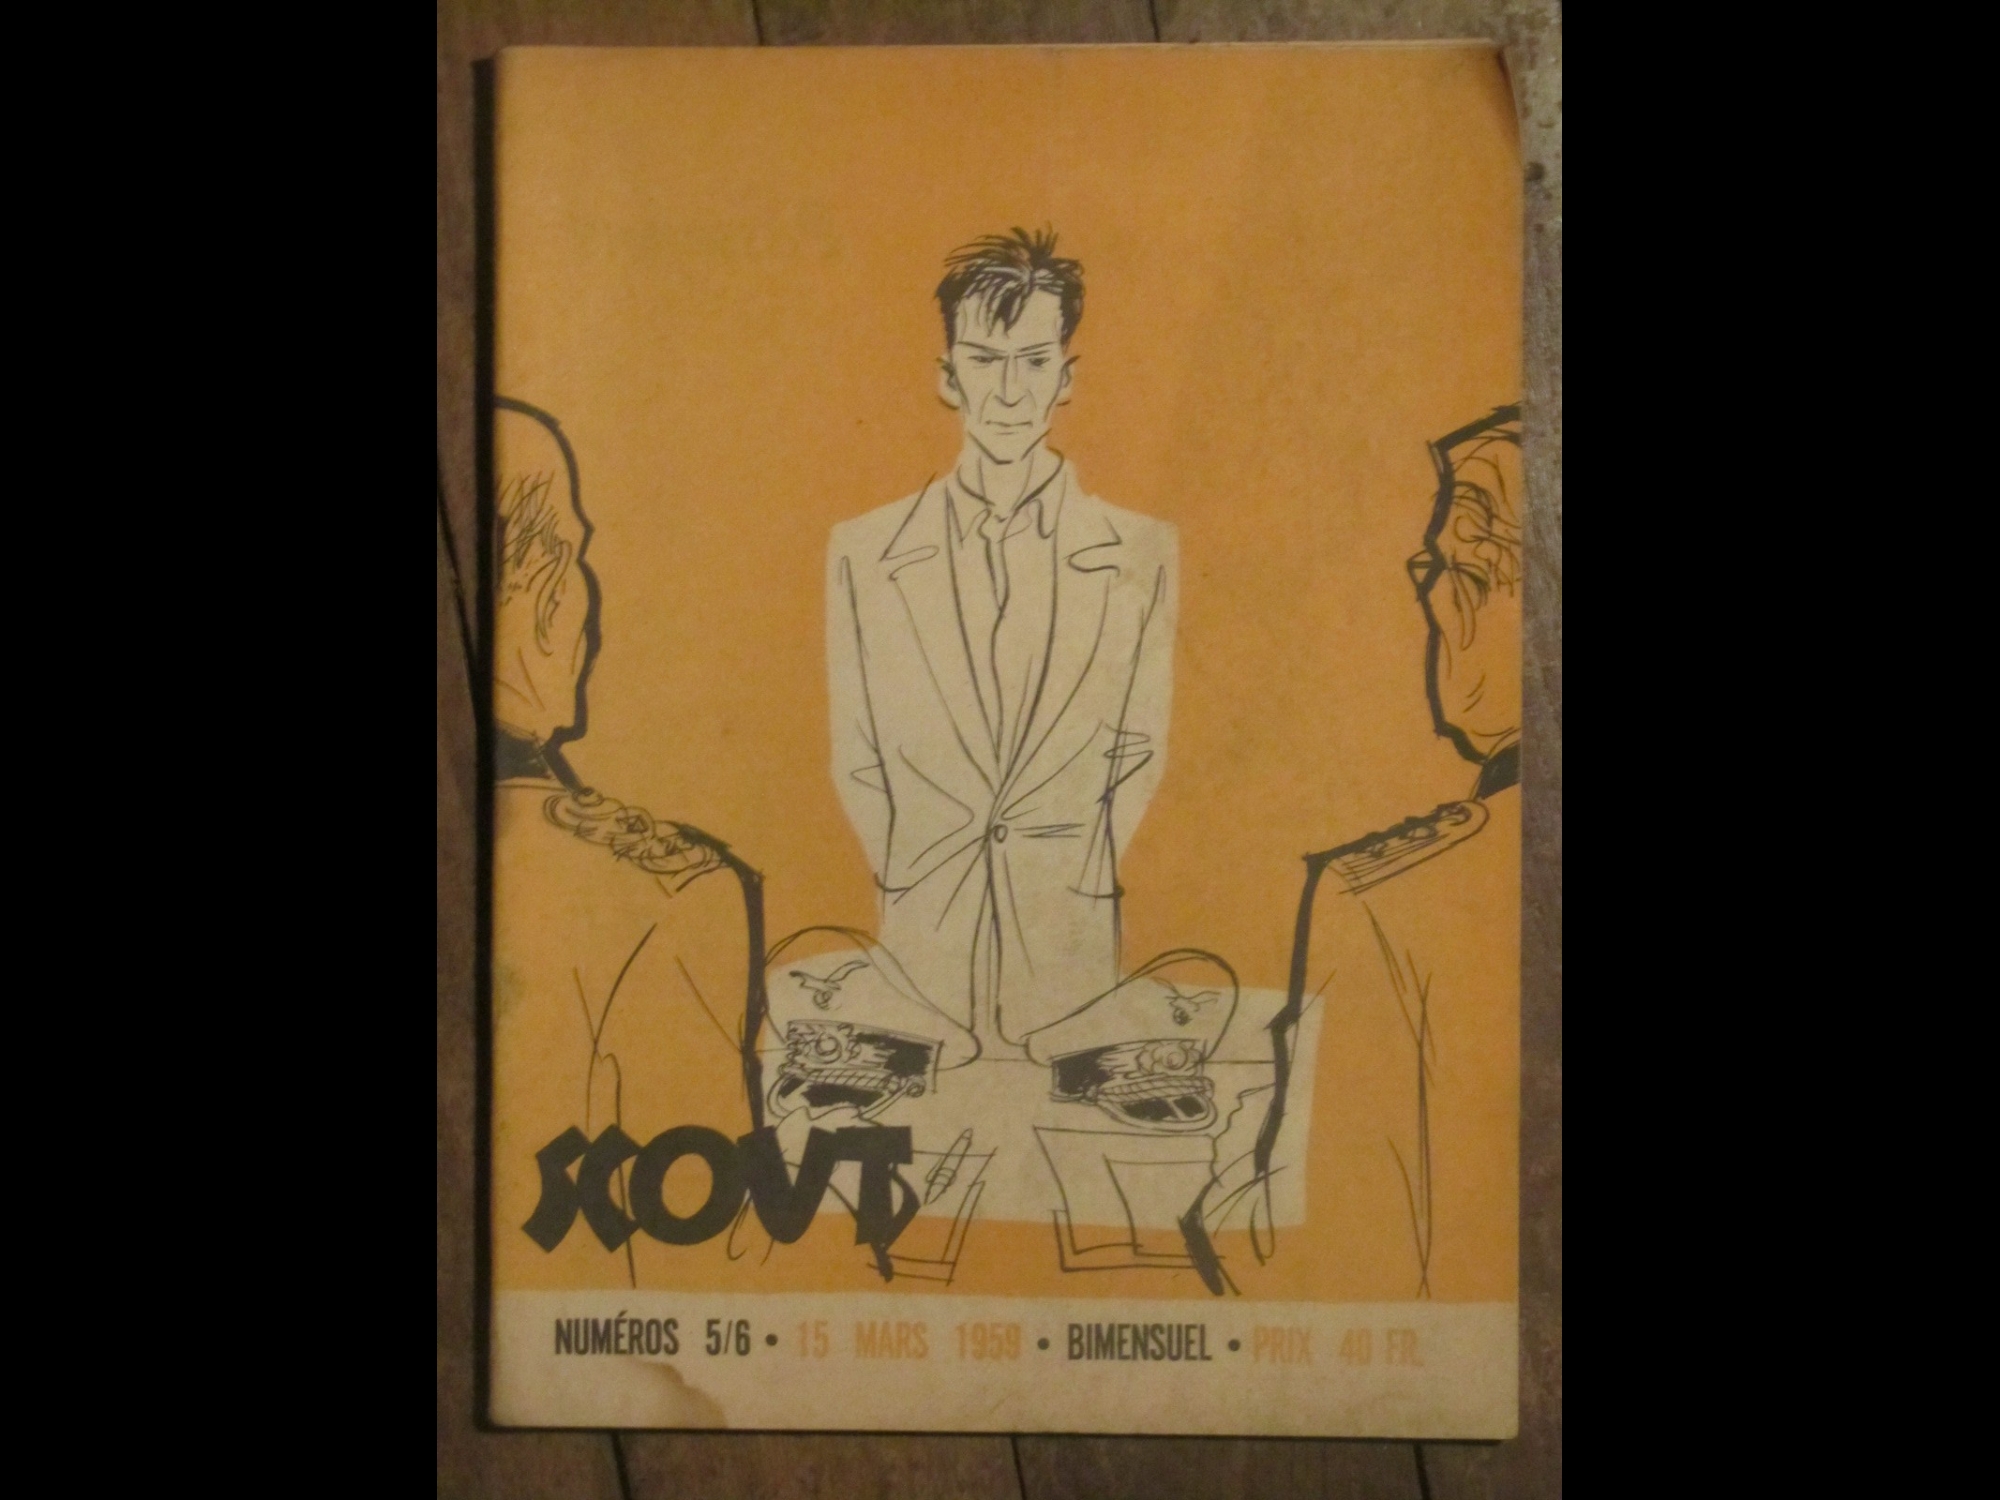 SCOUT
NUMÉROS 5/6 • 15 MARS 1959 • BIMENSUEL • PRIX 40 FR.